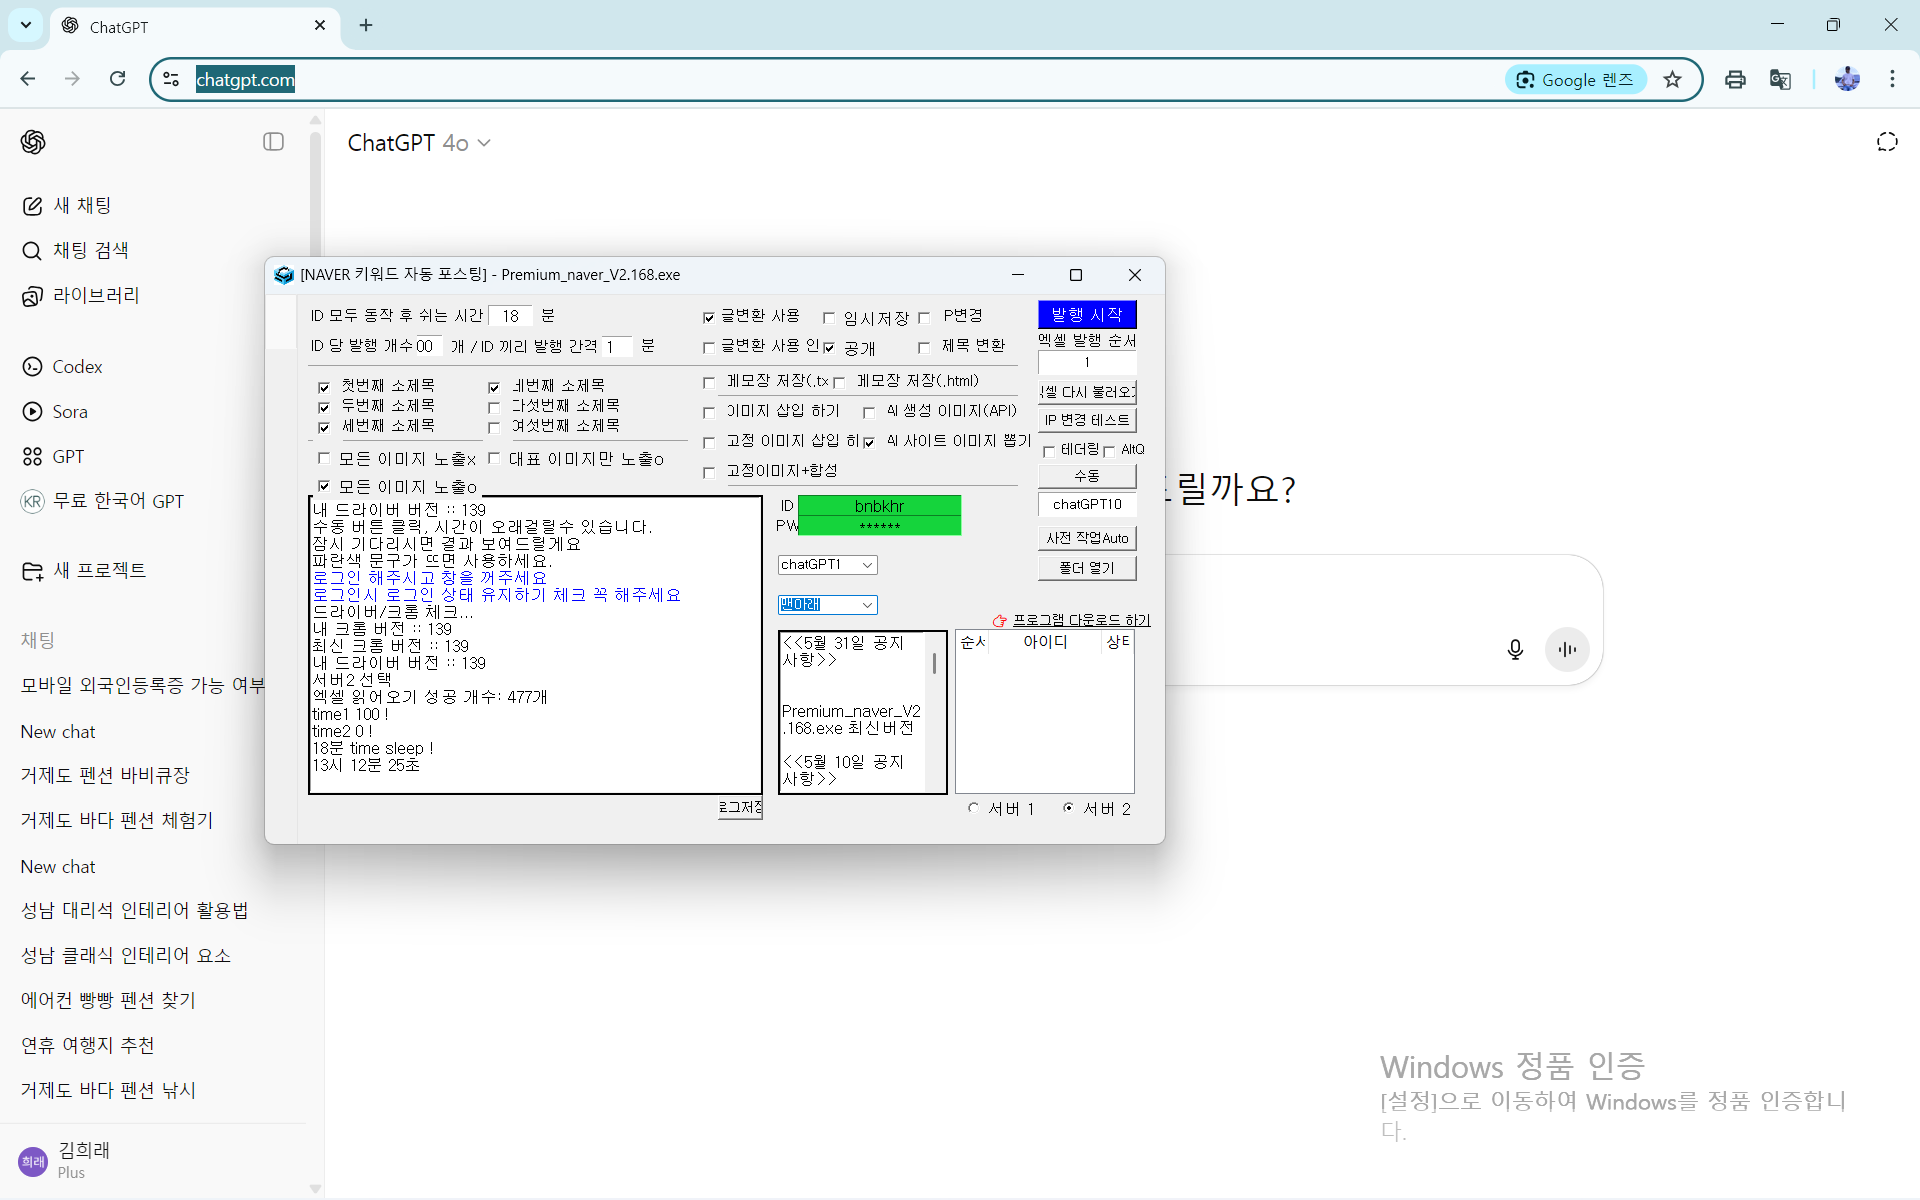 ChatGPT
chatgpt.com
Google 렌즈
ChatGPT 4o
새 채팅
채팅 검색
라이브러리
Codex
Sora
GPT
KR 무료 한국어 GPT
새 프로젝트
채팅
모바일 외국인등록증 가능 여부
New chat
거제도 펜션 바비큐장
거제도 바다 펜션 체험기
New chat
성남 대리석 인테리어 활용법
성남 클래식 인테리어 요소
에어컨 빵빵 펜션 찾기
연휴 여행지 추천
거제도 바다 펜션 낚시
희래 김희래
Plus
릴까요?
[NAVER 키워드 자동 포스팅] - Premium_naver_V2.168.exe
ID 모두 동작 후 쉬는 시간 18 분
ID 당 발행 개수 00 개 / ID 끼리 발행 간격 1 분
글변환 사용 임시저장 P변경
글변환 사용 인 공개 제목 변환
첫번째 소제목 네번째 소제목
두번째 소제목 다섯번째 소제목
세번째 소제목 여섯번째 소제목
모든 이미지 노출x 대표 이미지만 노출o
모든 이미지 노출o
메모장 저장(.tx 메모장 저장(.html)
이미지 삽입 하기 AI 생성 이미지(API)
고정 이미지 삽입 하 AI 사이트 이미지 뽑기
고정이미지+합성
발행 시작
엑셀 발행 순서
1
셀 다시 불러오기
IP 변경 테스트
테더링 AltQ
수동
chatGPT10
사전 작업Auto
폴더 열기
내 드라이버 버전 :: 139
수동 버튼 클릭, 시간이 오래걸릴수 있습니다.
잠시 기다리시면 결과 보여드릴게요
파란색 문구가 뜨면 사용하세요.
로그인 해주시고 창을 꺼주세요
로그인시 로그인 상태 유지하기 체크 꼭 해주세요
드라이버/크롬 체크...
내 크롬 버전 :: 139
최신 크롬 버전 :: 139
내 드라이버 버전 :: 139
서버2 선택
엑셀 읽어오기 성공 개수: 477개
time1 100 !
time2 0 !
18분 time sleep !
13시 12분 25초
로그저장
ID bnbkhr
PW ******
chatGPT1
맨아래
프로그램 다운로드 하기
<<5월 31일 공지
사항>>
Premium_naver_V2
.168.exe 최신버전
<<5월 10일 공지
사항>>
순서 아이디 상태
서버 1 서버 2
Windows 정품 인증
[설정]으로 이동하여 Windows를 정품 인증합니
다.